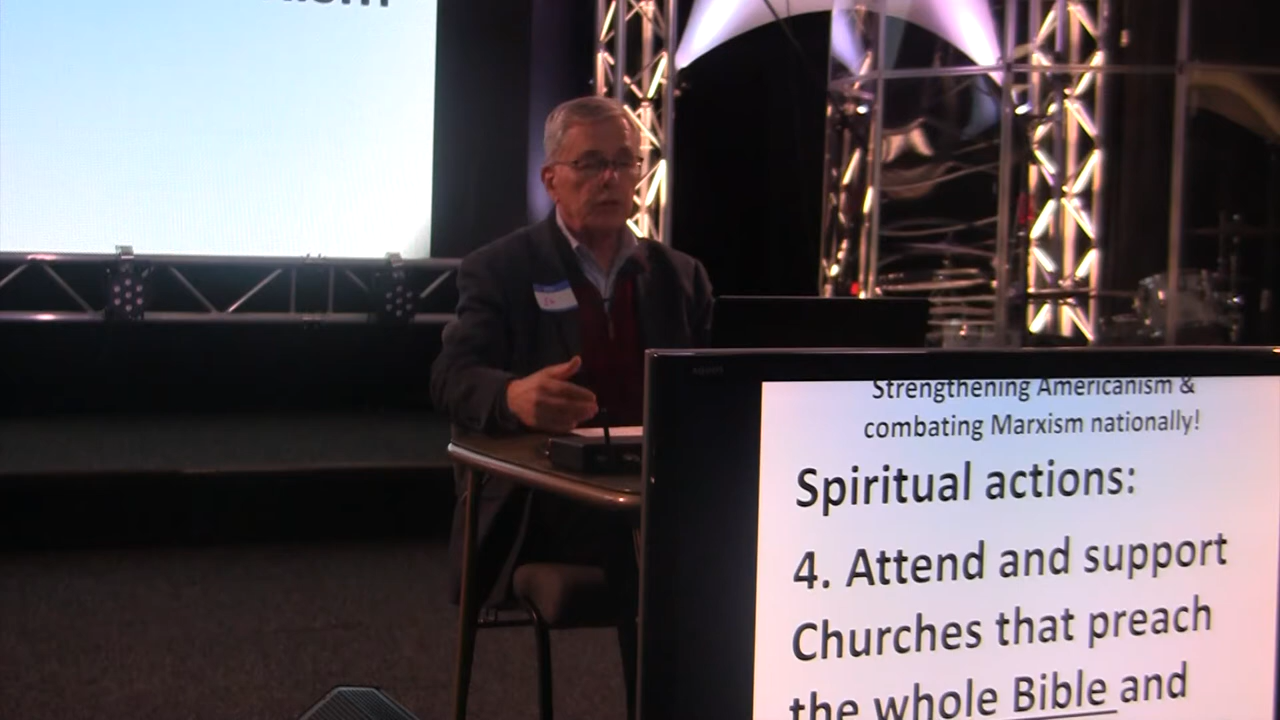 Strengthening Americanism &
combating Marxism nationally!
Spiritual actions:
4. Attend and support
Churches that preach
the whole Bible and